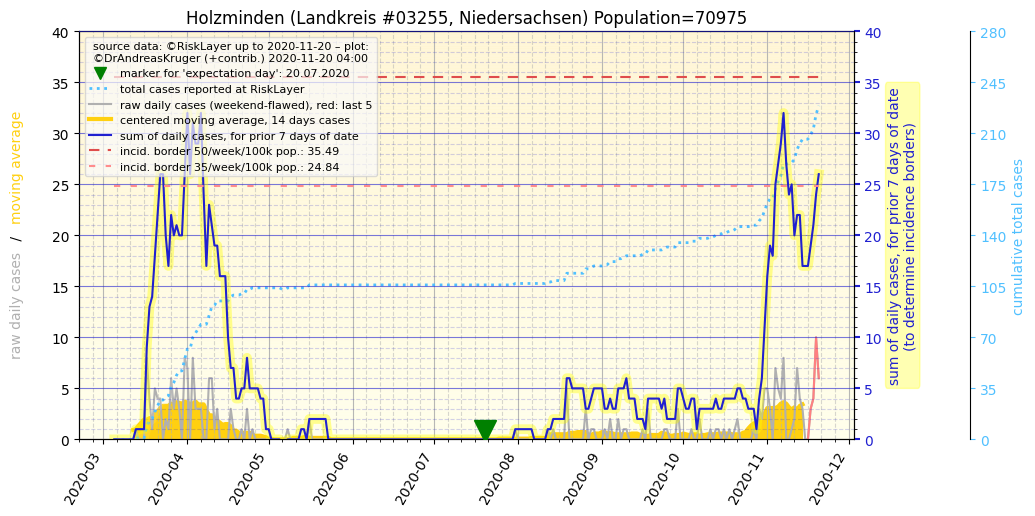 Holzminden (Landkreis #03255, Niedersachsen) Population=70975
source data: ©RiskLayer up to 2020-11-20 – plot:
©DrAndreasKruger (+contrib.) 2020-11-20 04:00
marker for 'expectation day': 20.07.2020
total cases reported at RiskLayer
raw daily cases (weekend-flawed), red: last 5
centered moving average, 14 days cases
sum of daily cases, for prior 7 days of date
incid. border 50/week/100k pop.: 35.49
incid. border 35/week/100k pop.: 24.84
raw daily cases / moving average
40
35
30
25
20
15
10
5
0
2020-03
2020-04
2020-05
2020-06
2020-07
2020-08
2020-09
2020-10
2020-11
2020-12
40
35
30
25
20
15
10
5
0
sum of daily cases, for prior 7 days of date
(to determine incidence borders)
280
245
210
175
140
105
70
35
0
cumulative total cases